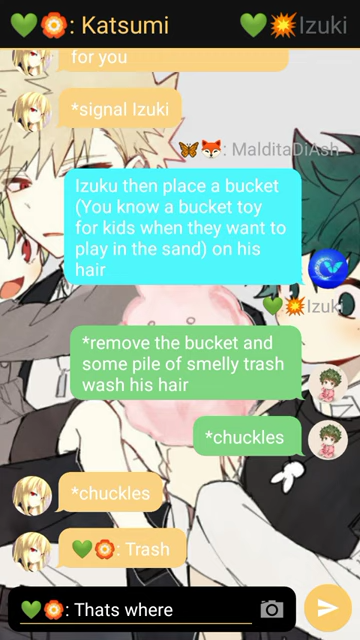 💚🏵️: Katsumi
💚💥Izuki
for you
*signal Izuki
🦋🦊: MalditaDiAsh
Izuku then place a bucket
(You know a bucket toy
for kids when they want to
play in the sand) on his
hair
💚💥Izuki
*remove the bucket and
some pile of smelly trash
wash his hair
*chuckles
*chuckles
💚🏵️: Trash
💚🏵️: Thats where